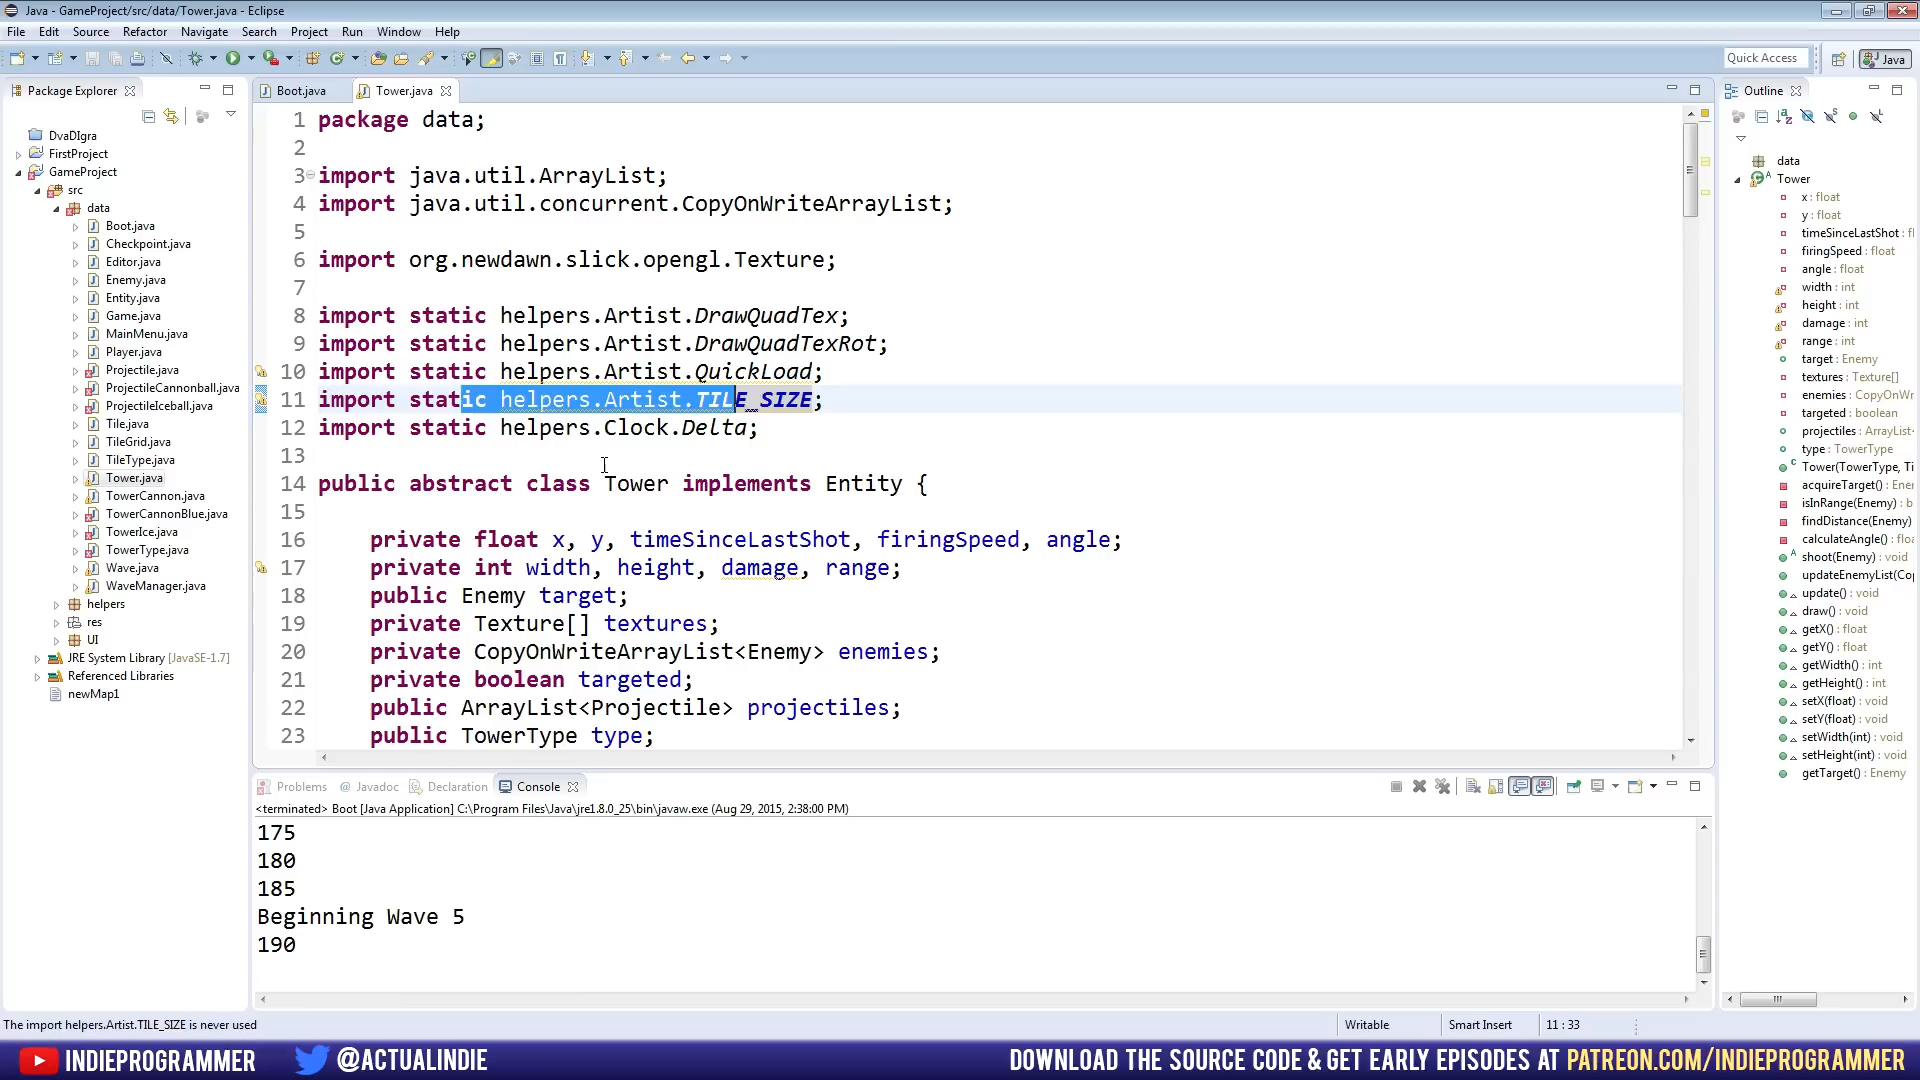 Java - GameProject/src/data/Tower.java - Eclipse
File Edit Source Refactor Navigate Search Project Run Window Help
Quick Access
Java
Package Explorer
Boot.java
Tower.java
Outline
DvaDIgra
FirstProject
GameProject
src
data
Boot.java
Checkpoint.java
Editor.java
Enemy.java
Entity.java
Game.java
MainMenu.java
Player.java
Projectile.java
ProjectileCannonball.java
ProjectileIceball.java
Tile.java
TileGrid.java
TileType.java
Tower.java
TowerCannon.java
TowerCannonBlue.java
TowerIce.java
TowerType.java
Wave.java
WaveManager.java
helpers
res
UI
JRE System Library [JavaSE-1.7]
Referenced Libraries
newMap1
1 package data;
2
3 import java.util.ArrayList;
4 import java.util.concurrent.CopyOnWriteArrayList;
5
6 import org.newdawn.slick.opengl.Texture;
7
8 import static helpers.Artist.DrawQuadTex;
9 import static helpers.Artist.DrawQuadTexRot;
10 import static helpers.Artist.QuickLoad;
11 import static helpers.Artist.TILE_SIZE;
12 import static helpers.Clock.Delta;
13
14 public abstract class Tower implements Entity {
15
16 private float x, y, timeSinceLastShot, firingSpeed, angle;
17 private int width, height, damage, range;
18 public Enemy target;
19 private Texture[] textures;
20 private CopyOnWriteArrayList<Enemy> enemies;
21 private boolean targeted;
22 public ArrayList<Projectile> projectiles;
23 public TowerType type;
data
Tower
x : float
y : float
timeSinceLastShot : fl
firingSpeed : float
angle : float
width : int
height : int
damage : int
range : int
target : Enemy
textures : Texture[]
enemies : CopyOnWr
targeted : boolean
projectiles : ArrayList<
type : TowerType
Tower(TowerType, Ti
acquireTarget() : Ener
isInRange(Enemy) : b
findDistance(Enemy)
calculateAngle() : floa
shoot(Enemy) : void
updateEnemyList(Cop
update() : void
draw() : void
getX() : float
getY() : float
getWidth() : int
getHeight() : int
setX(float) : void
setY(float) : void
setWidth(int) : void
setHeight(int) : void
getTarget() : Enemy
Problems @ Javadoc Declaration Console
<terminated> Boot [Java Application] C:\Program Files\Java\jre1.8.0_25\bin\javaw.exe (Aug 29, 2015, 2:38:00 PM)
175
180
185
Beginning Wave 5
190
The import helpers.Artist.TILE_SIZE is never used
Writable
Smart Insert
11 : 33
INDIEPROGRAMMER
@ACTUALINDIE
DOWNLOAD THE SOURCE CODE & GET EARLY EPISODES AT PATREON.COM/INDIEPROGRAMMER